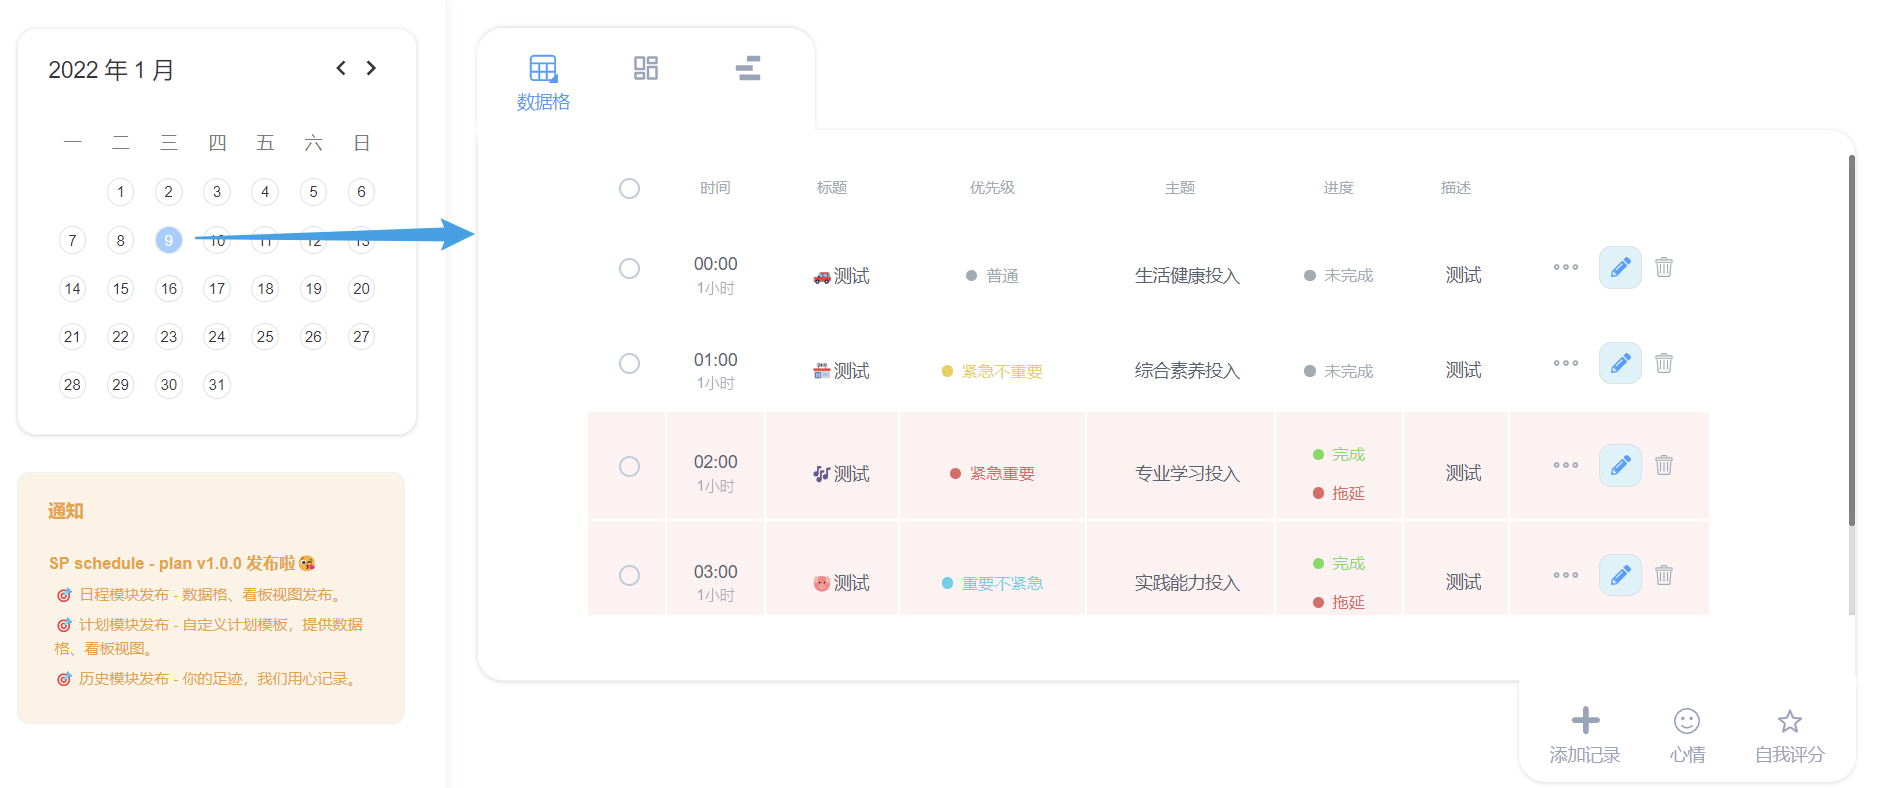 2022 年 1 月
一 二 三 四 五 六 日
1 2 3 4 5 6
7 8 9 10 11 12 13
14 15 16 17 18 19 20
21 22 23 24 25 26 27
28 29 30 31
通知
SP schedule - plan v1.0.0 发布啦
日程模块发布 - 数据格、看板视图发布。
计划模块发布 - 自定义计划模板，提供数据
格、看板视图。
历史模块发布 - 你的足迹，我们用心记录。
数据格
时间 标题 优先级 主题 进度 描述
00:00 测试 普通 生活健康投入 未完成 测试
1小时
01:00 测试 紧急不重要 综合素养投入 未完成 测试
1小时
完成
02:00 测试 紧急重要 专业学习投入 测试
1小时 拖延
完成
03:00 测试 重要不紧急 实践能力投入 测试
1小时 拖延
添加记录 心情 自我评分